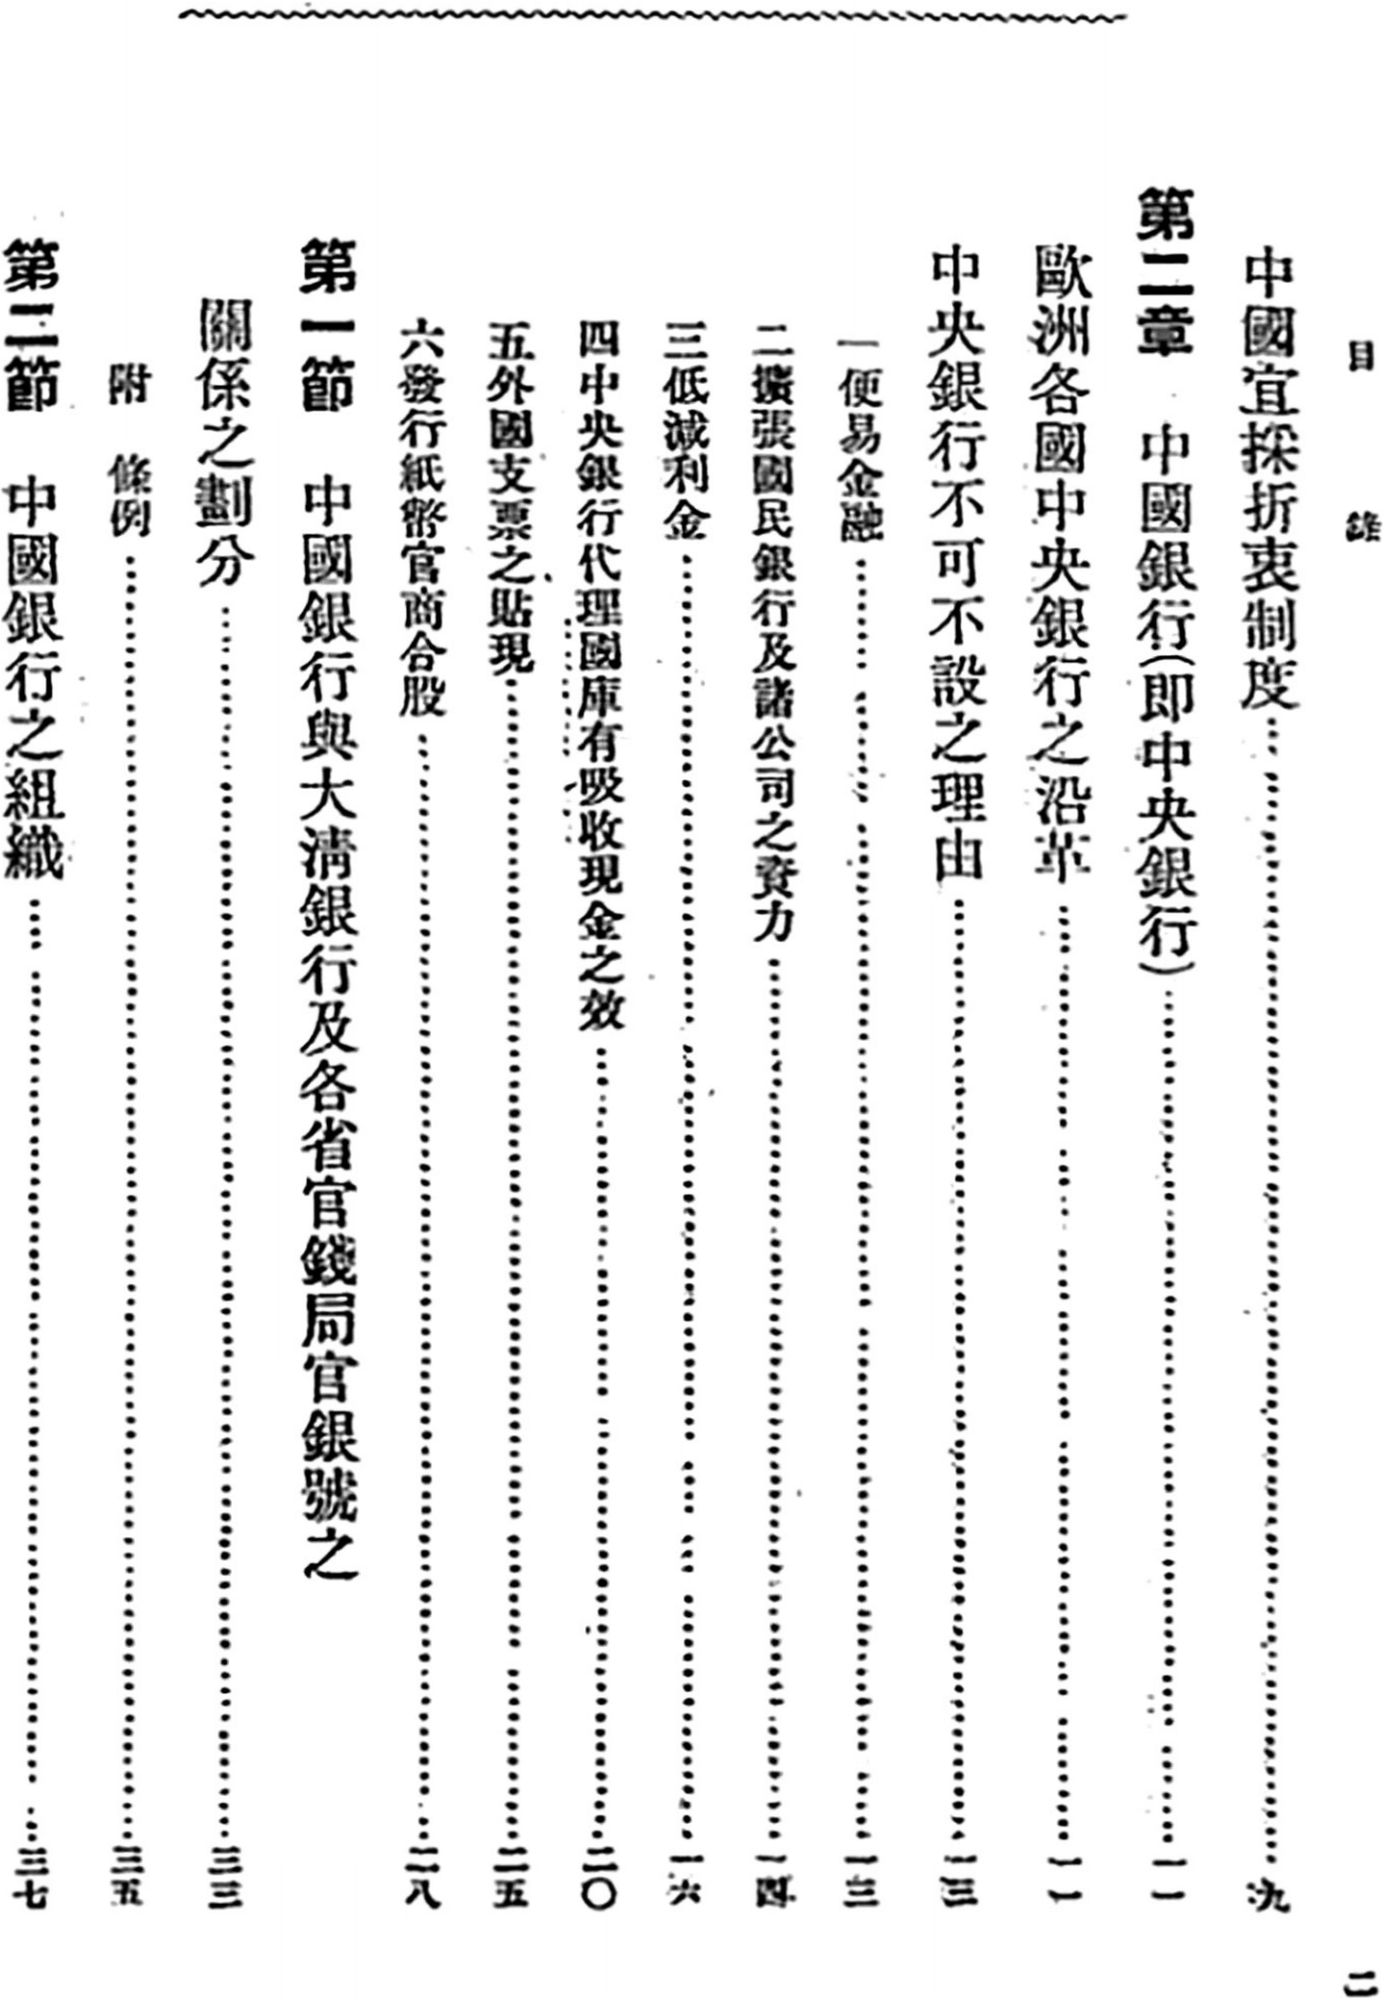 目錄
中國宜採折衷制度……九
第二章 中國銀行(即中央銀行)……一一
歐洲各國中央銀行之沿革……一一
中央銀行不可不設之理由……一三
一便易金融……一三
二擴張國民銀行及諸公司之資力……一四
三低減利金……一六
四中央銀行代理國庫有吸收現金之效……二〇
五外國支票之貼現……二五
六發行紙幣官商合股……二八
第一節 中國銀行與大清銀行及各省官錢局官銀號之
關係之劃分……三三
附 條例……三五
第二節 中國銀行之組織……三七
二